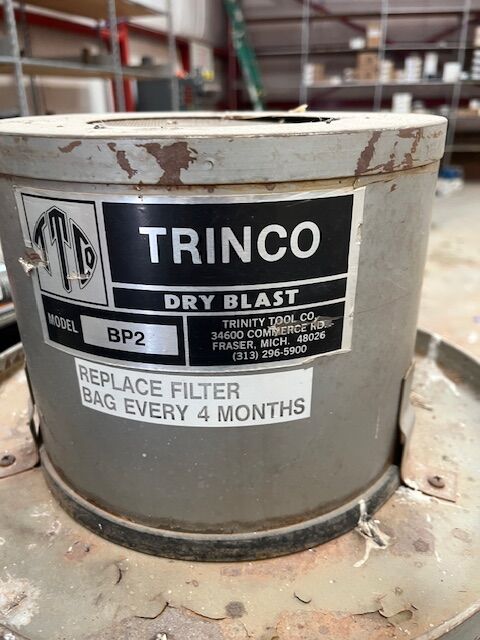 TTCo
TRINCO
DRY BLAST
MODEL BP2
TRINITY TOOL CO.
34600 COMMERCE RD.
FRASER, MICH. 48026
(313) 296-5900
REPLACE FILTER
BAG EVERY 4 MONTHS